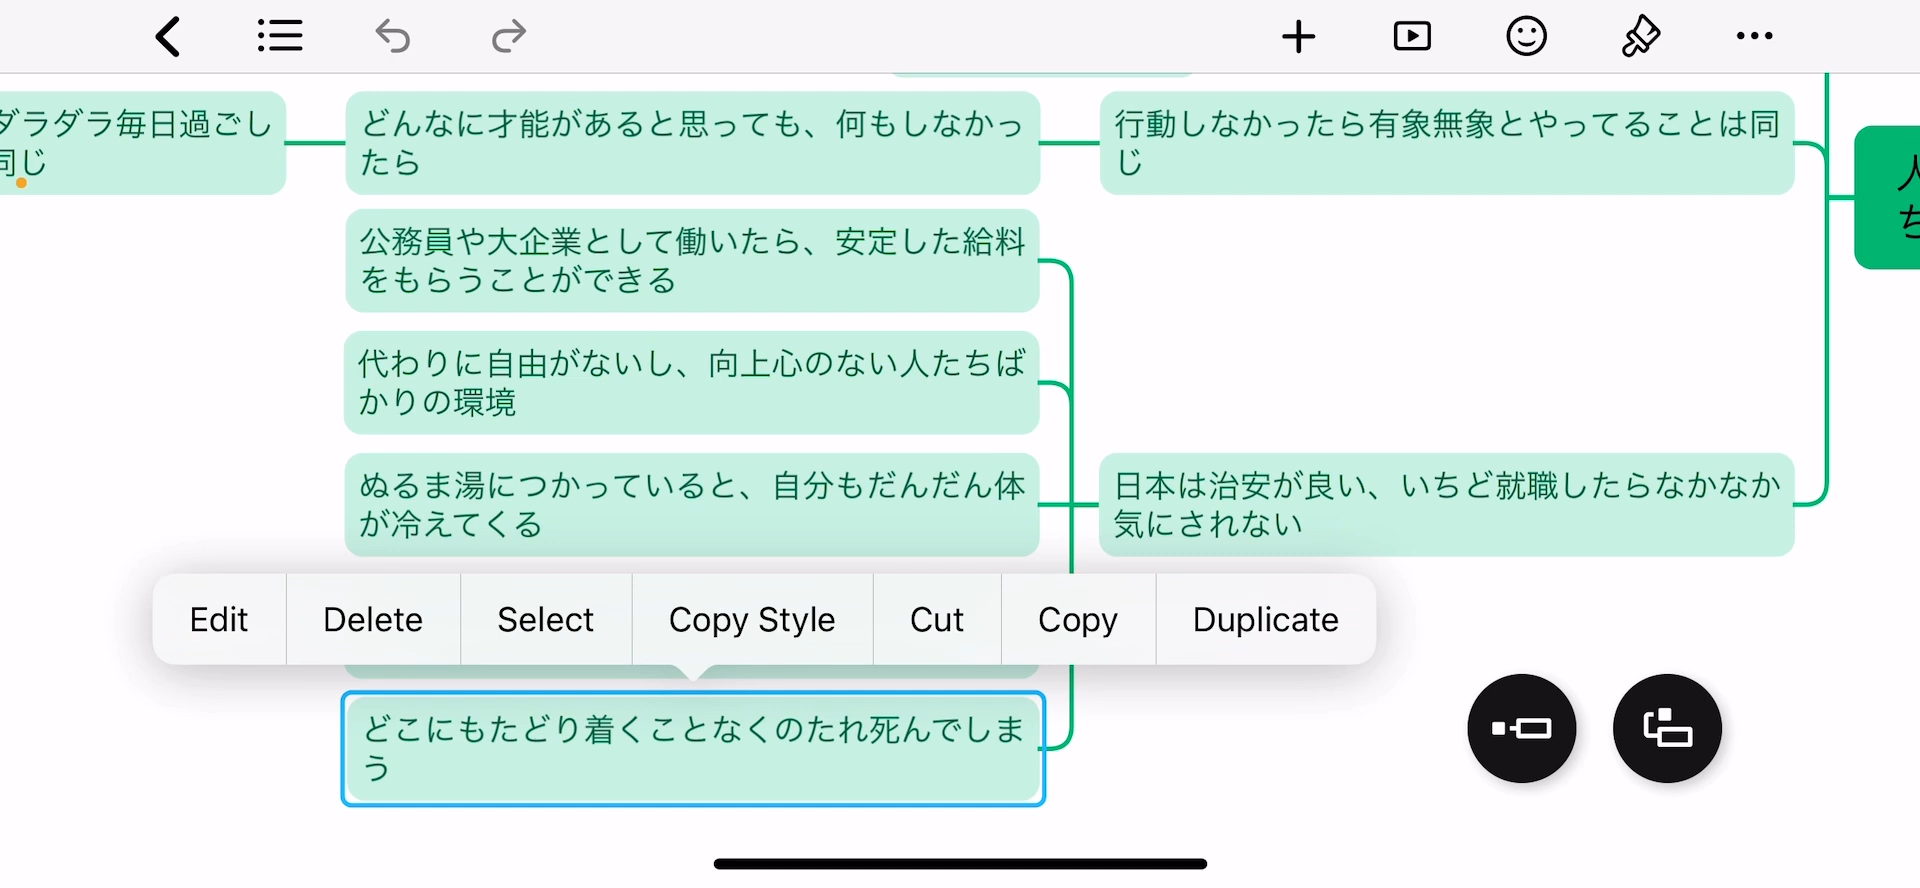 ダラダラ毎日過ごし
同じ
どんなに才能があると思っても、何もしなかっ
たら
行動しなかったら有象無象とやってることは同
じ
人
ち
公務員や大企業として働いたら、安定した給料
をもらうことができる
代わりに自由がないし、向上心のない人たちば
かりの環境
ぬるま湯につかっていると、自分もだんだん体
が冷えてくる
日本は治安が良い、いちど就職したらなかなか
気にされない
Edit
Delete
Select
Copy Style
Cut
Copy
Duplicate
どこにもたどり着くことなくのたれ死んでしま
う